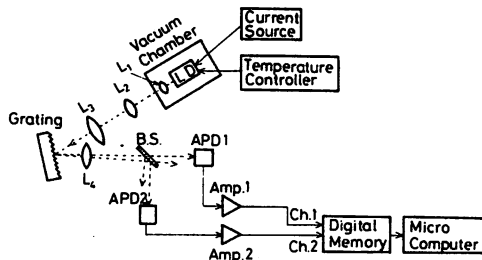 Current
Source
Vacuum
Chamber
L1
LD
Temperature
Controller
L2
L3
Grating
L4
B.S.
APD1
APD2
Amp.1
Ch.1
Amp.2
Ch.2
Digital
Memory
Micro
Computer